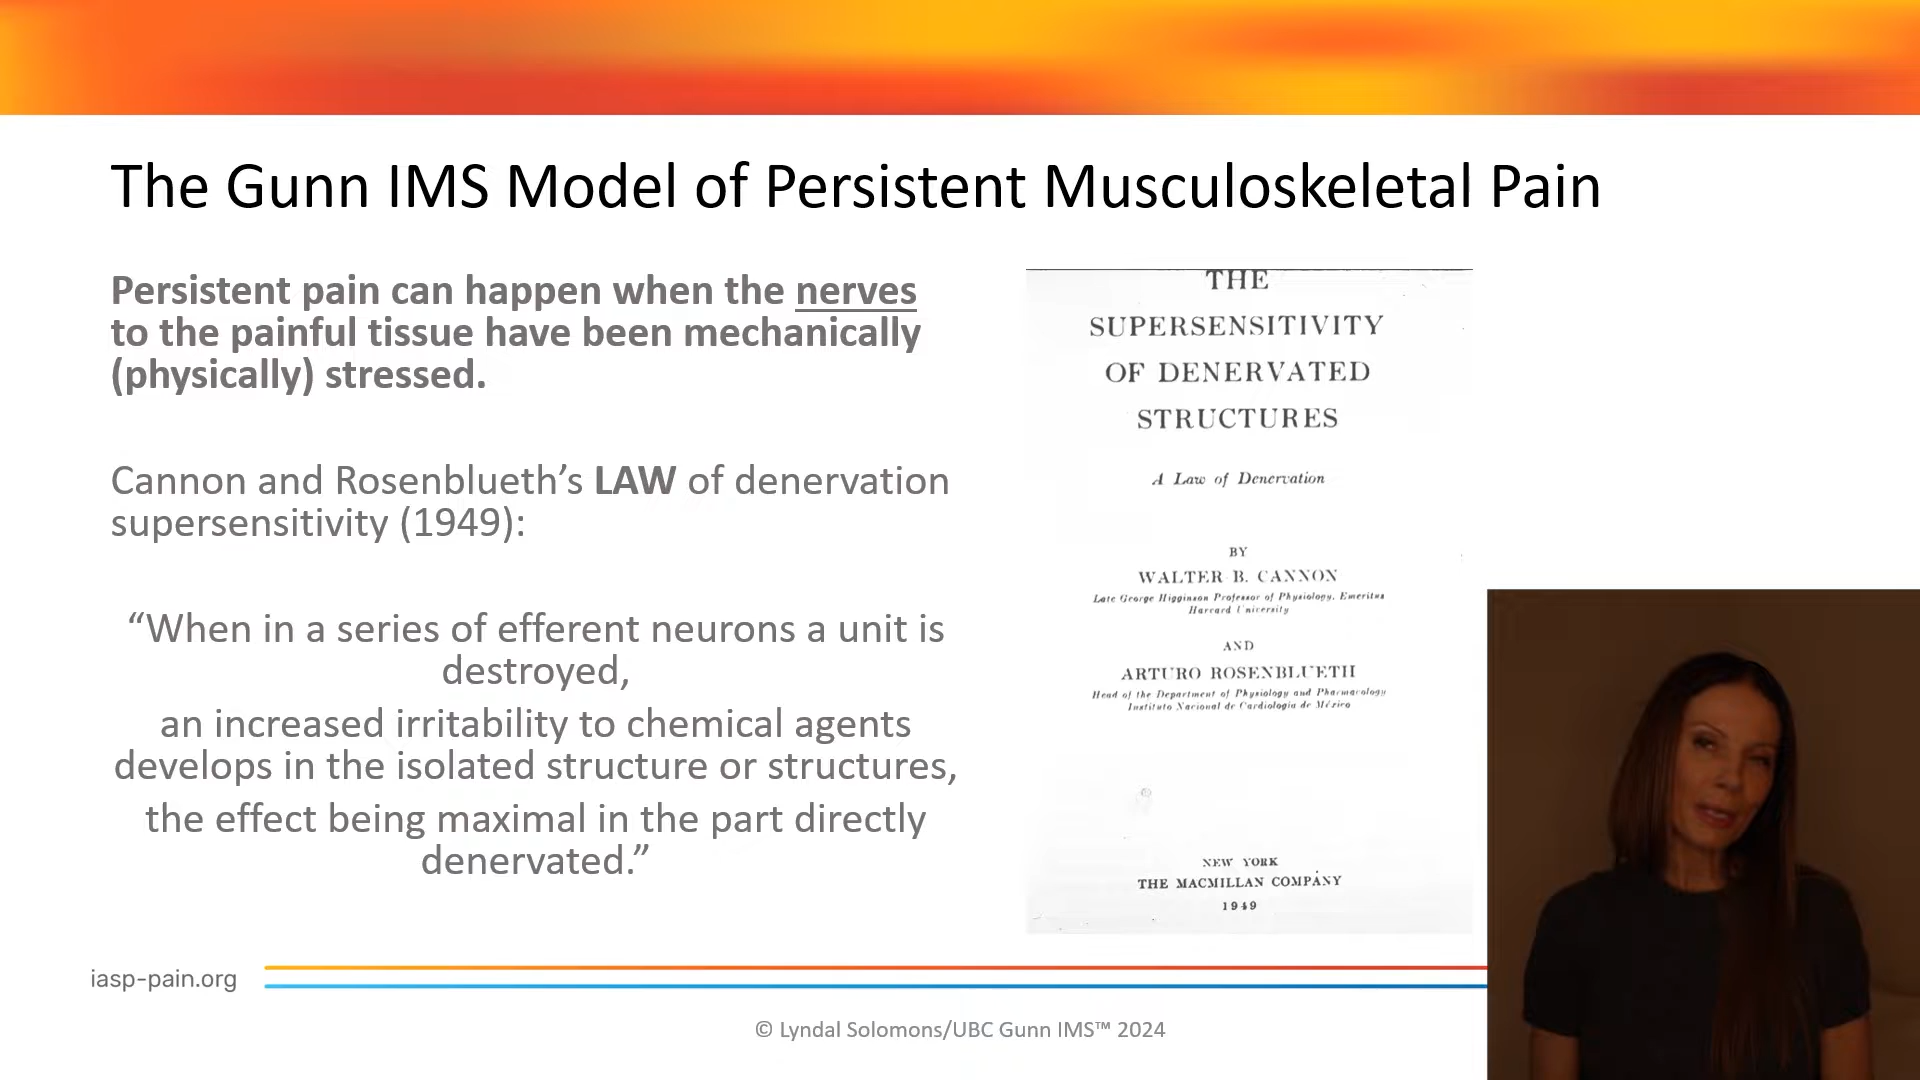 The Gunn IMS Model of Persistent Musculoskeletal Pain
Persistent pain can happen when the nerves
to the painful tissue have been mechanically
(physically) stressed.
Cannon and Rosenblueth’s LAW of denervation
supersensitivity (1949):
“When in a series of efferent neurons a unit is
destroyed,
an increased irritability to chemical agents
develops in the isolated structure or structures,
the effect being maximal in the part directly
denervated.”
THE
SUPERSENSITIVITY
OF DENERVATED
STRUCTURES
A Law of Denervation
BY
WALTER B. CANNON
Late George Higginson Professor of Physiology, Emeritus
Harvard University
AND
ARTURO ROSENBLUETH
Head of the Department of Physiology and Pharmacology
Instituto Nacional de Cardiología de México
NEW YORK
THE MACMILLAN COMPANY
1949
iasp-pain.org
© Lyndal Solomons/UBC Gunn IMS™ 2024